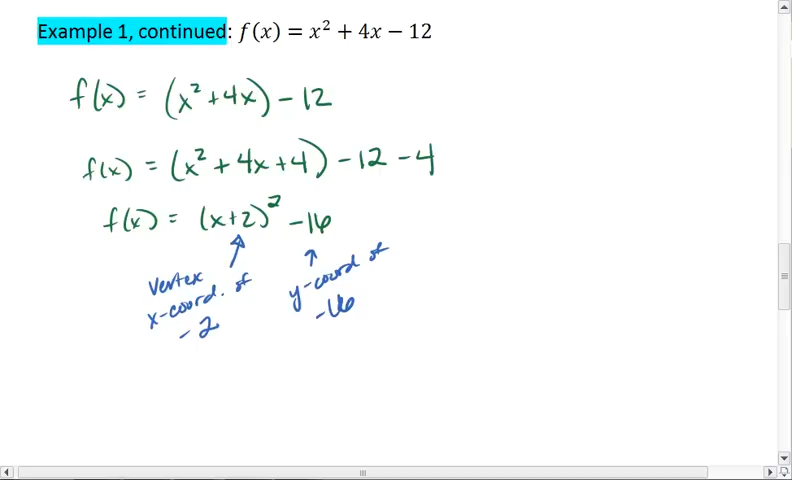 Example 1, continued: f(x) = x² + 4x − 12
f(x) = (x² + 4x) − 12
f(x) = (x² + 4x + 4) − 12 − 4
f(x) = (x+2)² − 16
vertex
x-coord. of
− 2
y-coord of
− 16